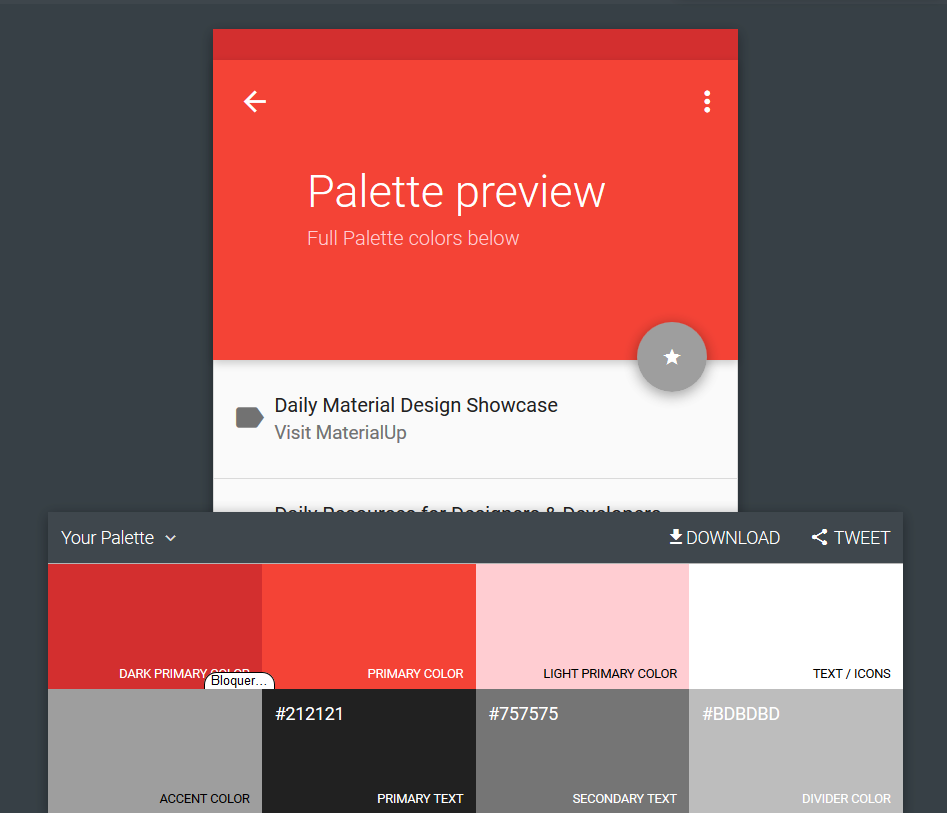 Palette preview
Full Palette colors below
Daily Material Design Showcase
Visit MaterialUp
Daily Resources for Designers & Developers
Your Palette
DOWNLOAD
TWEET
DARK PRIMARY COLOR
PRIMARY COLOR
LIGHT PRIMARY COLOR
TEXT / ICONS
Bloquer...
#212121
#757575
#BDBDBD
ACCENT COLOR
PRIMARY TEXT
SECONDARY TEXT
DIVIDER COLOR